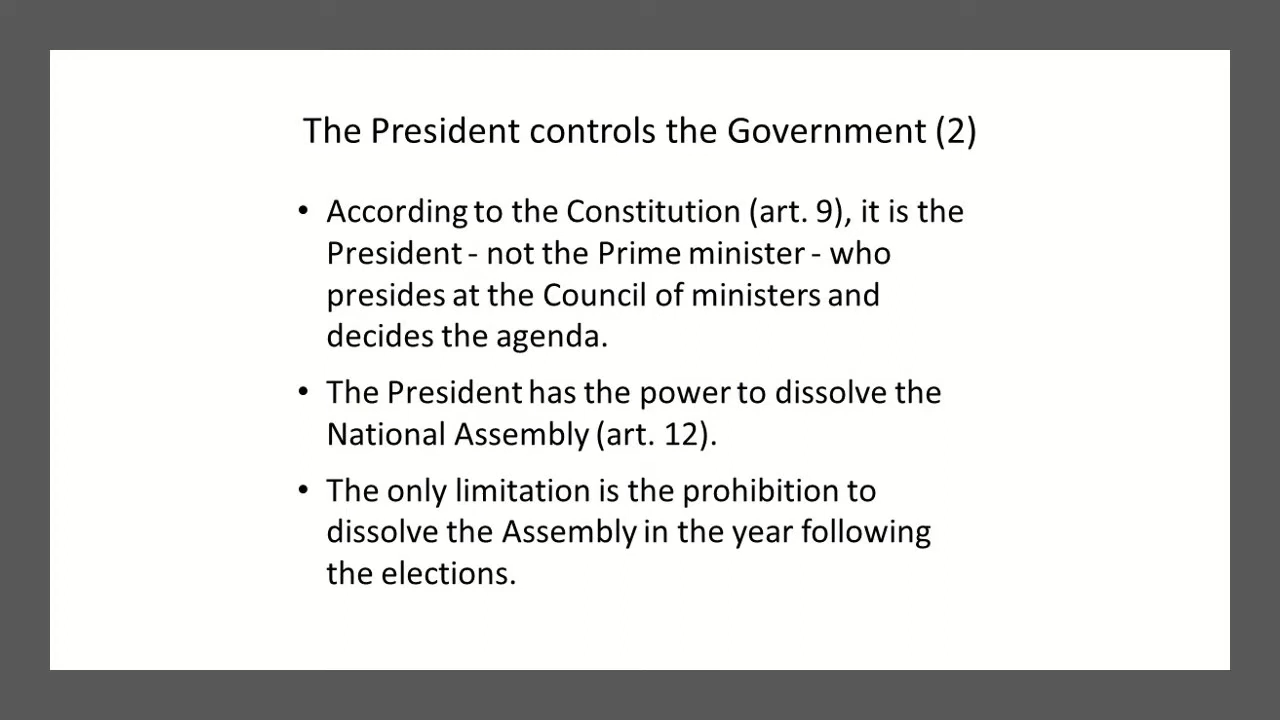 The President controls the Government (2)
• According to the Constitution (art. 9), it is the
President - not the Prime minister - who
presides at the Council of ministers and
decides the agenda.
• The President has the power to dissolve the
National Assembly (art. 12).
• The only limitation is the prohibition to
dissolve the Assembly in the year following
the elections.